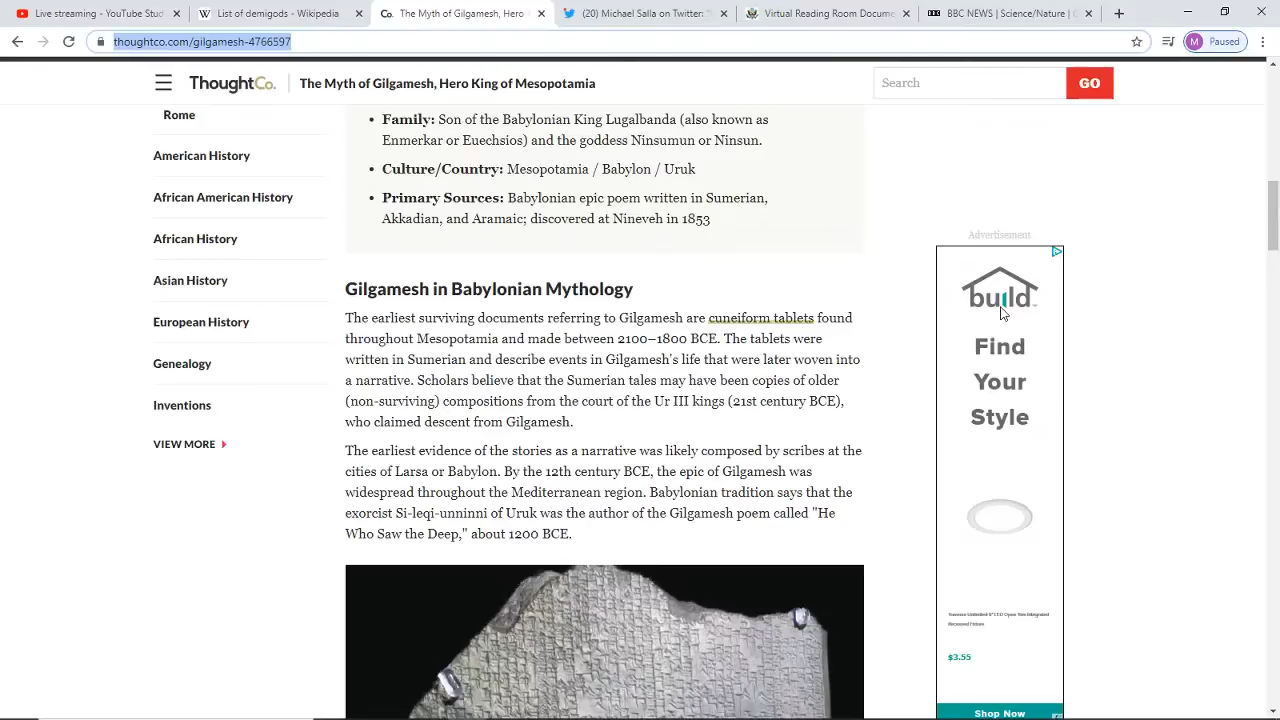 Live streaming - YouTube Stu
List of demigods - Wikipedia
The Myth of Gilgamesh, Hero
(20) Michael Salla on Twitter:
Virtual Reading Room Docume
BBC NEWS | Science/Nature |
thoughtco.com/gilgamesh-4766597
M Paused
ThoughtCo.
The Myth of Gilgamesh, Hero King of Mesopotamia
Search
GO
Rome
American History
African American History
African History
Asian History
European History
Genealogy
Inventions
VIEW MORE
Family: Son of the Babylonian King Lugalbanda (also known as
Enmerkar or Euechsios) and the goddess Ninsumun or Ninsun.
Culture/Country: Mesopotamia / Babylon / Uruk
Primary Sources: Babylonian epic poem written in Sumerian,
Akkadian, and Aramaic; discovered at Nineveh in 1853
Gilgamesh in Babylonian Mythology
The earliest surviving documents referring to Gilgamesh are cuneiform tablets found
throughout Mesopotamia and made between 2100–1800 BCE. The tablets were
written in Sumerian and describe events in Gilgamesh's life that were later woven into
a narrative. Scholars believe that the Sumerian tales may have been copies of older
(non-surviving) compositions from the court of the Ur III kings (21st century BCE),
who claimed descent from Gilgamesh.
The earliest evidence of the stories as a narrative was likely composed by scribes at the
cities of Larsa or Babylon. By the 12th century BCE, the epic of Gilgamesh was
widespread throughout the Mediterranean region. Babylonian tradition says that the
exorcist Si-leqi-unninni of Uruk was the author of the Gilgamesh poem called "He
Who Saw the Deep," about 1200 BCE.
Advertisement
build
Find
Your
Style
$3.55
Shop Now